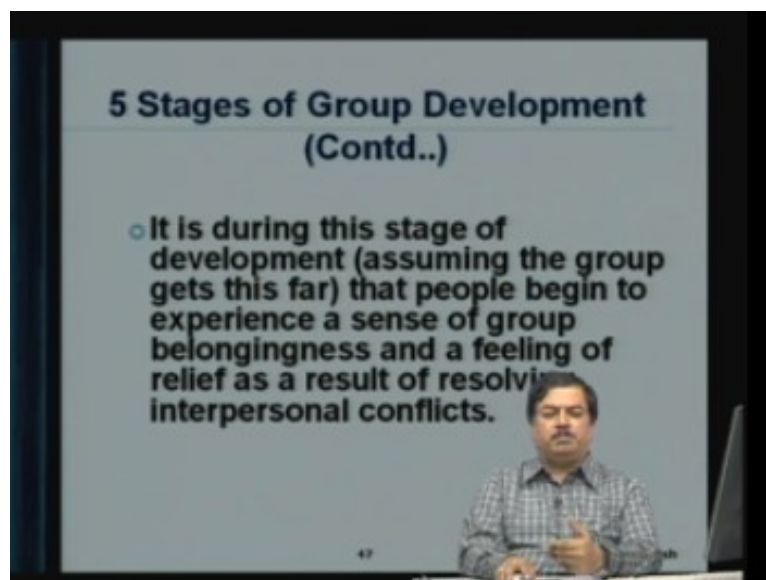 5 Stages of Group Development
(Contd..)
It is during this stage of
development (assuming the group
gets this far) that people begin to
experience a sense of group
belongingness and a feeling of
relief as a result of resolving
interpersonal conflicts.
47